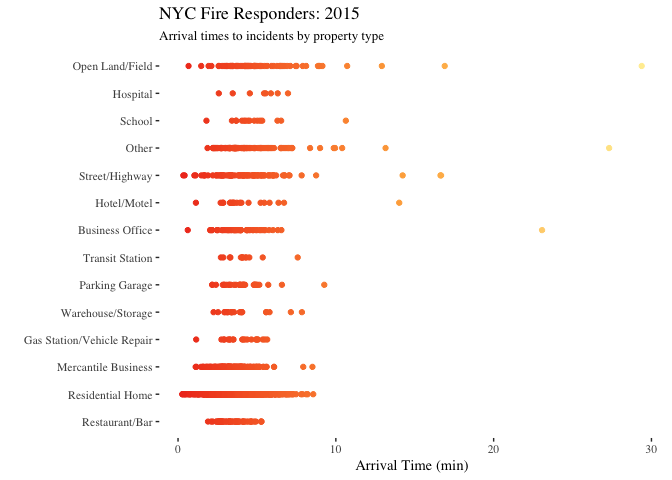 NYC Fire Responders: 2015
Arrival times to incidents by property type
Open Land/Field
Hospital
School
Other
Street/Highway
Hotel/Motel
Business Office
Transit Station
Parking Garage
Warehouse/Storage
Gas Station/Vehicle Repair
Mercantile Business
Residential Home
Restaurant/Bar
0 10 20 30
Arrival Time (min)